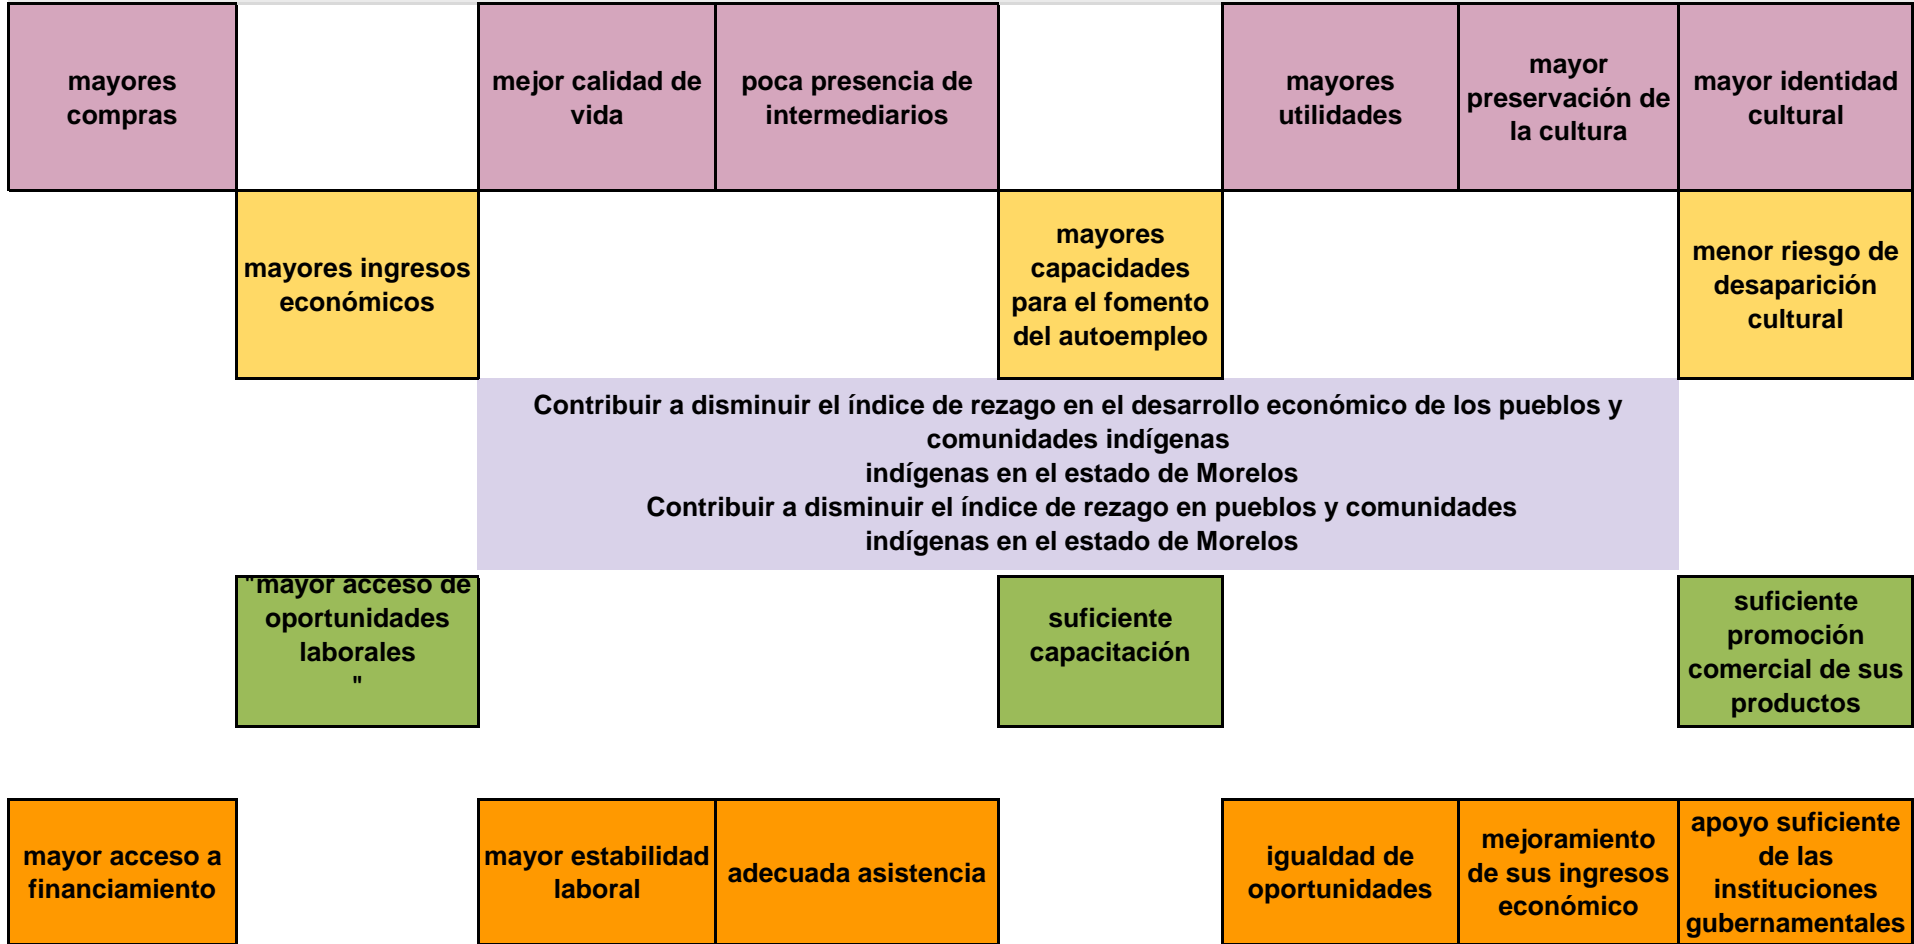 mayores
compras
mejor calidad de
vida
poca presencia de
intermediarios
mayores
utilidades
mayor
preservación de
la cultura
mayor identidad
cultural
mayores ingresos
económicos
mayores
capacidades
para el fomento
del autoempleo
menor riesgo de
desaparición
cultural
Contribuir a disminuir el índice de rezago en el desarrollo económico de los pueblos y
comunidades indígenas
indígenas en el estado de Morelos
Contribuir a disminuir el índice de rezago en pueblos y comunidades
indígenas en el estado de Morelos
"mayor acceso de
oportunidades
laborales
"
suficiente
capacitación
suficiente
promoción
comercial de sus
productos
mayor acceso a
financiamiento
mayor estabilidad
laboral
adecuada asistencia
igualdad de
oportunidades
mejoramiento
de sus ingresos
económico
apoyo suficiente
de las
instituciones
gubernamentales